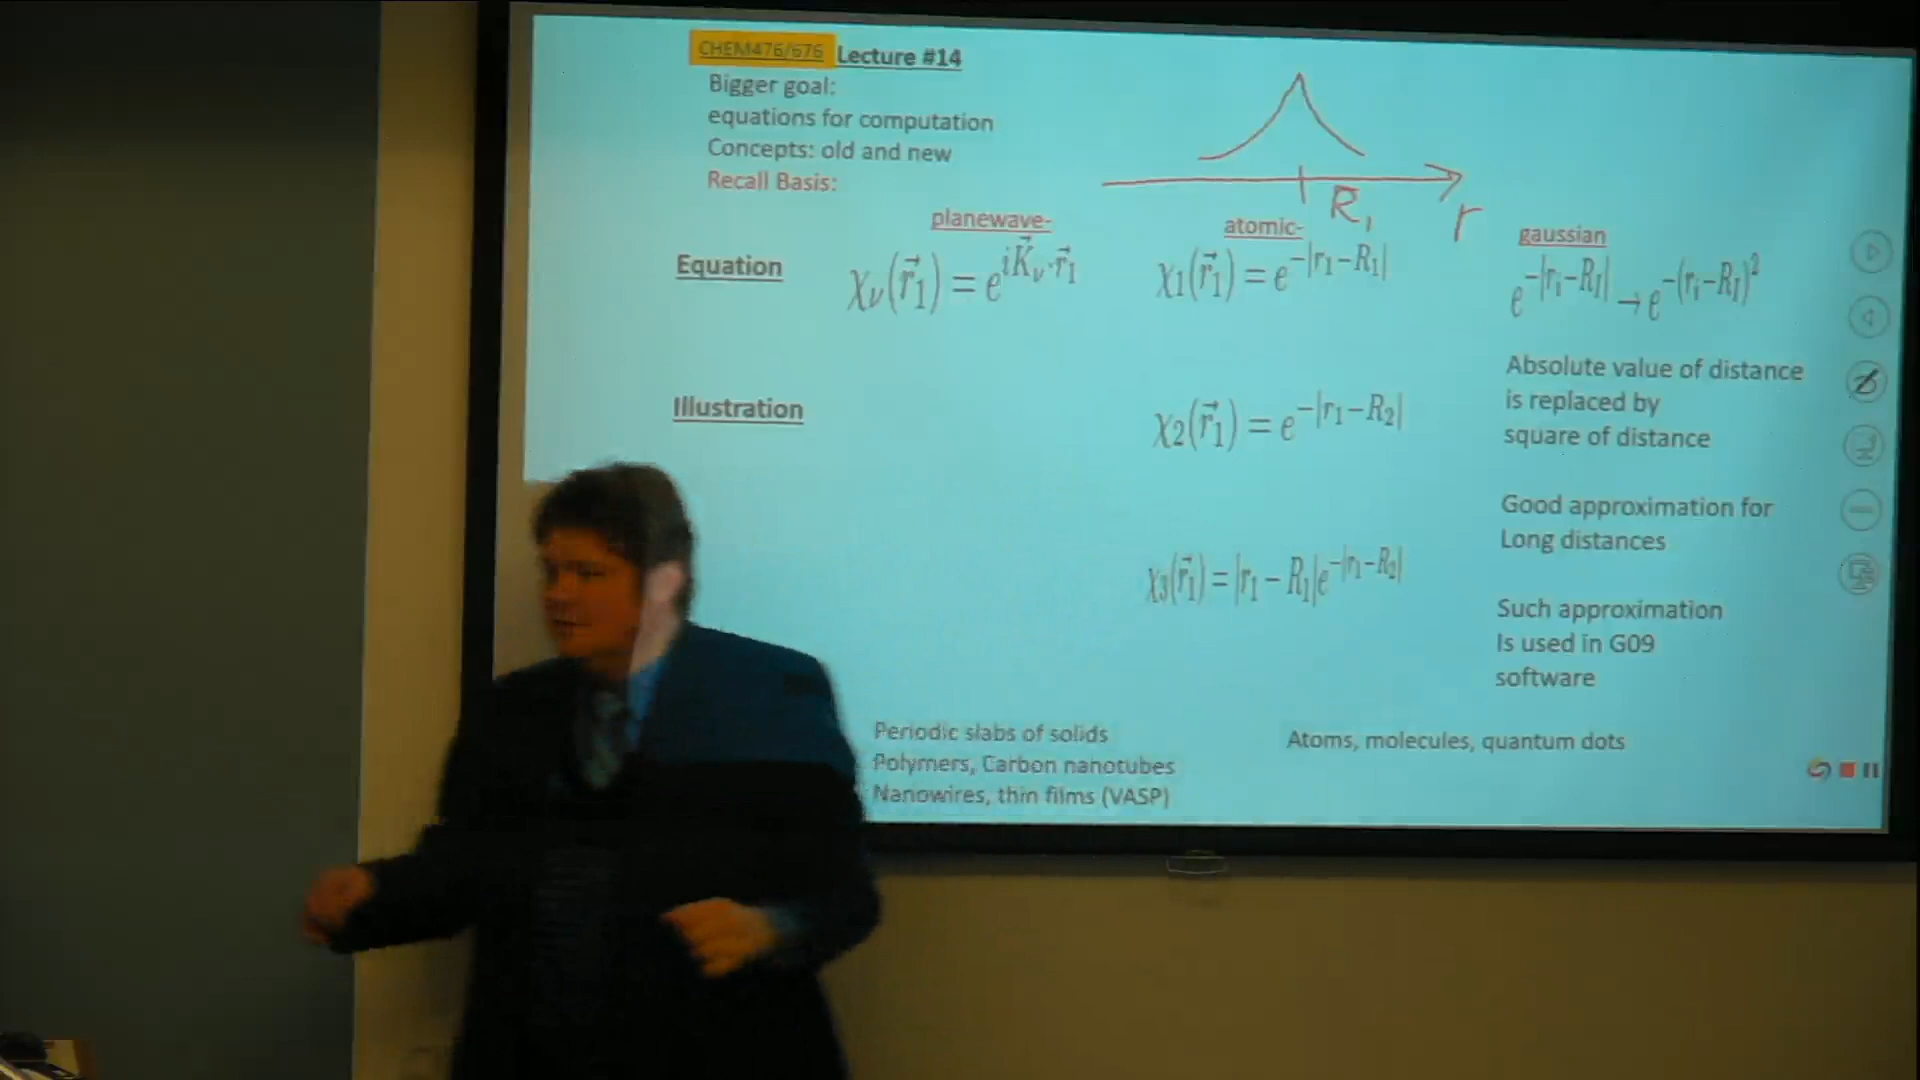 CHEM476/676 Lecture #14
Bigger goal:
equations for computation
Concepts: old and new
Recall Basis:
R₁
r
planewave- atomic- gaussian
Equation χᵥ(r⃗₁) = e^{iK⃗ᵥ·r⃗₁} χ₁(r⃗₁) = e^{−|r₁−R₁|} e^{−|rᵢ−R_I|} → e^{−(rᵢ−R_I)²}
Illustration χ₂(r⃗₁) = e^{−|r₁−R₂|}
χ₃(r⃗₁) = |r₁ − R₁|e^{−|r₁−R₂|}
Absolute value of distance
is replaced by
square of distance
Good approximation for
Long distances
Such approximation
Is used in G09
software
Periodic slabs of solids
Polymers, Carbon nanotubes
Nanowires, thin films (VASP)
Atoms, molecules, quantum dots